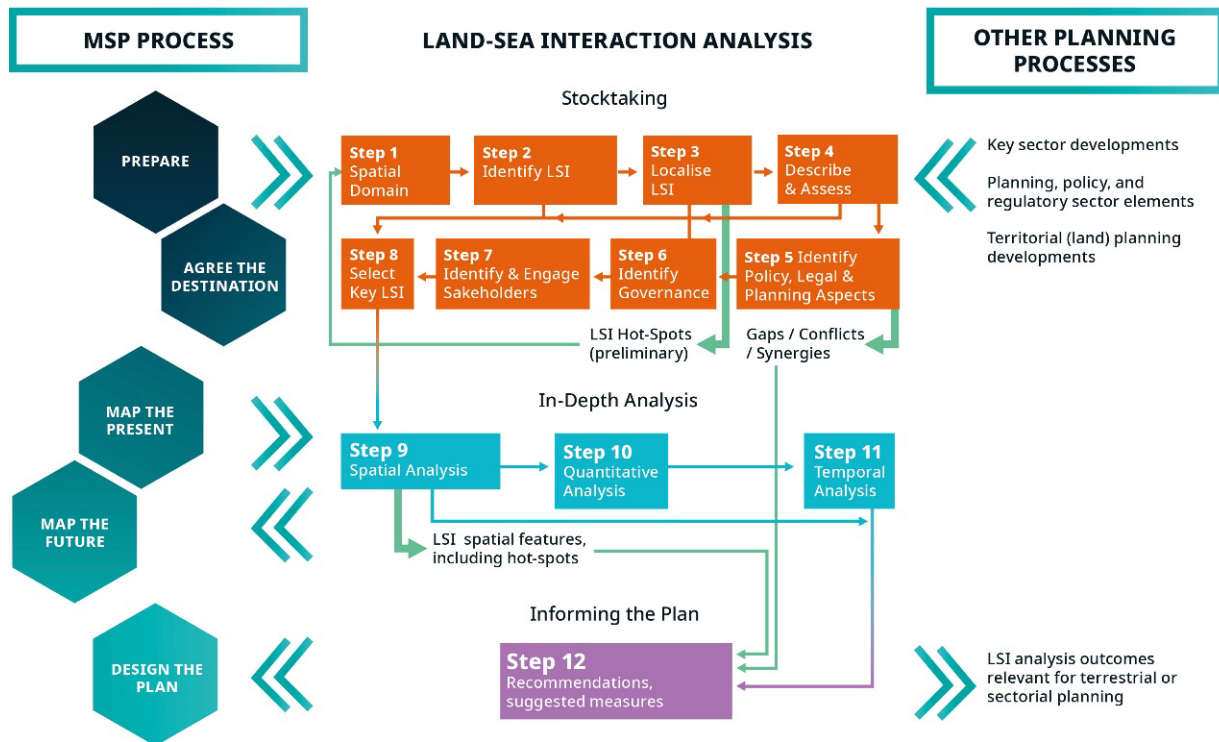 MSP PROCESS
LAND-SEA INTERACTION ANALYSIS
OTHER PLANNING
PROCESSES
Stocktaking
PREPARE
AGREE THE
DESTINATION
Step 1
Spatial
Domain
Step 2
Identify LSI
Step 3
Localise
LSI
Step 4
Describe
& Assess
Key sector developments
Planning, policy, and
regulatory sector elements
Territorial (land) planning
developments
Step 8
Select
Key LSI
Step 7
Identify & Engage
Sakeholders
Step 6
Identify
Governance
Step 5 Identify
Policy, Legal &
Planning Aspects
LSI Hot-Spots
(preliminary)
Gaps / Conflicts
/ Synergies
In-Depth Analysis
MAP THE
PRESENT
MAP THE
FUTURE
Step 9
Spatial Analysis
Step 10
Quantitative
Analysis
Step 11
Temporal
Analysis
LSI spatial features,
including hot-spots
Informing the Plan
DESIGN THE
PLAN
Step 12
Recommendations,
suggested measures
LSI analysis outcomes
relevant for terrestrial or
sectorial planning